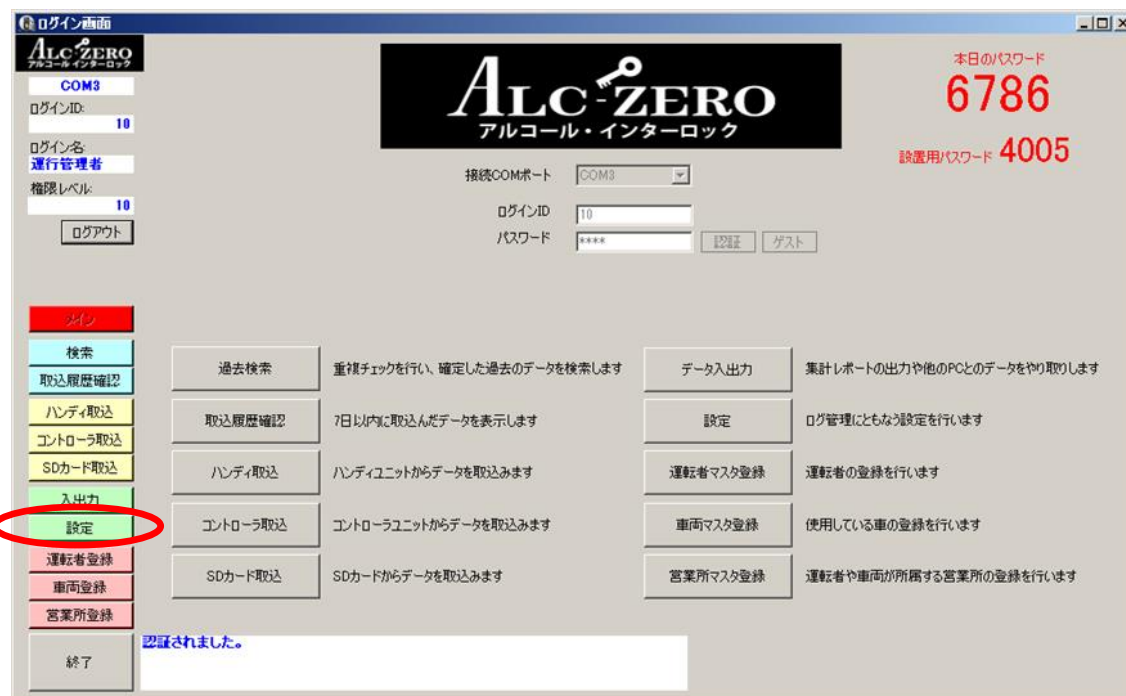 ログイン画面
ALC-ZERO
アルコール・インターロック
COM3
ログインID:
10
ログイン名:
運行管理者
権限レベル:
10
ログアウト
ALC-ZERO
アルコール・インターロック
本日のパスワード
6786
設置用パスワード 4005
接続COMポート COM3
ログインID 10
パスワード **** 認証 ゲスト
メイン
検索
取込履歴確認
ハンディ取込
コントローラ取込
SDカード取込
入出力
設定
運転者登録
車両登録
営業所登録
終了
過去検索 重複チェックを行い、確定した過去のデータを検索します
取込履歴確認 7日以内に取込んだデータを表示します
ハンディ取込 ハンディユニットからデータを取込みます
コントローラ取込 コントローラユニットからデータを取込みます
SDカード取込 SDカードからデータを取込みます
データ入出力 集計レポートの出力や他のPCとのデータをやり取りします
設定 ログ管理にともなう設定を行います
運転者マスタ登録 運転者の登録を行います
車両マスタ登録 使用している車の登録を行います
営業所マスタ登録 運転者や車両が所属する営業所の登録を行います
認証されました。